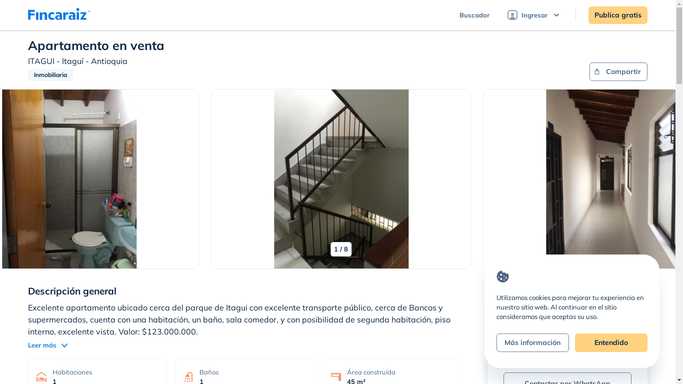 Fincaraiz
Buscador
Ingresar
Publica gratis
Apartamento en venta
ITAGUI - Itaguí - Antioquia
Inmobiliaria
Compartir
1 / 8
Descripción general
Excelente apartamento ubicado cerca del parque de Itagui con excelente transporte público, cerca de Bancos y
supermercados, cuenta con una habitación, un baño, sala comedor, y con posibilidad de segunda habitación, piso
interno, excelente vista. Valor: $123.000.000.
Leer más
Habitaciones
1
Baños
1
Área construida
45 m²
Utilizamos cookies para mejorar tu experiencia en
nuestro sitio web. Al continuar en el sitio
consideramos que aceptas su uso.
Más información
Entendido
Contactar por WhatsApp